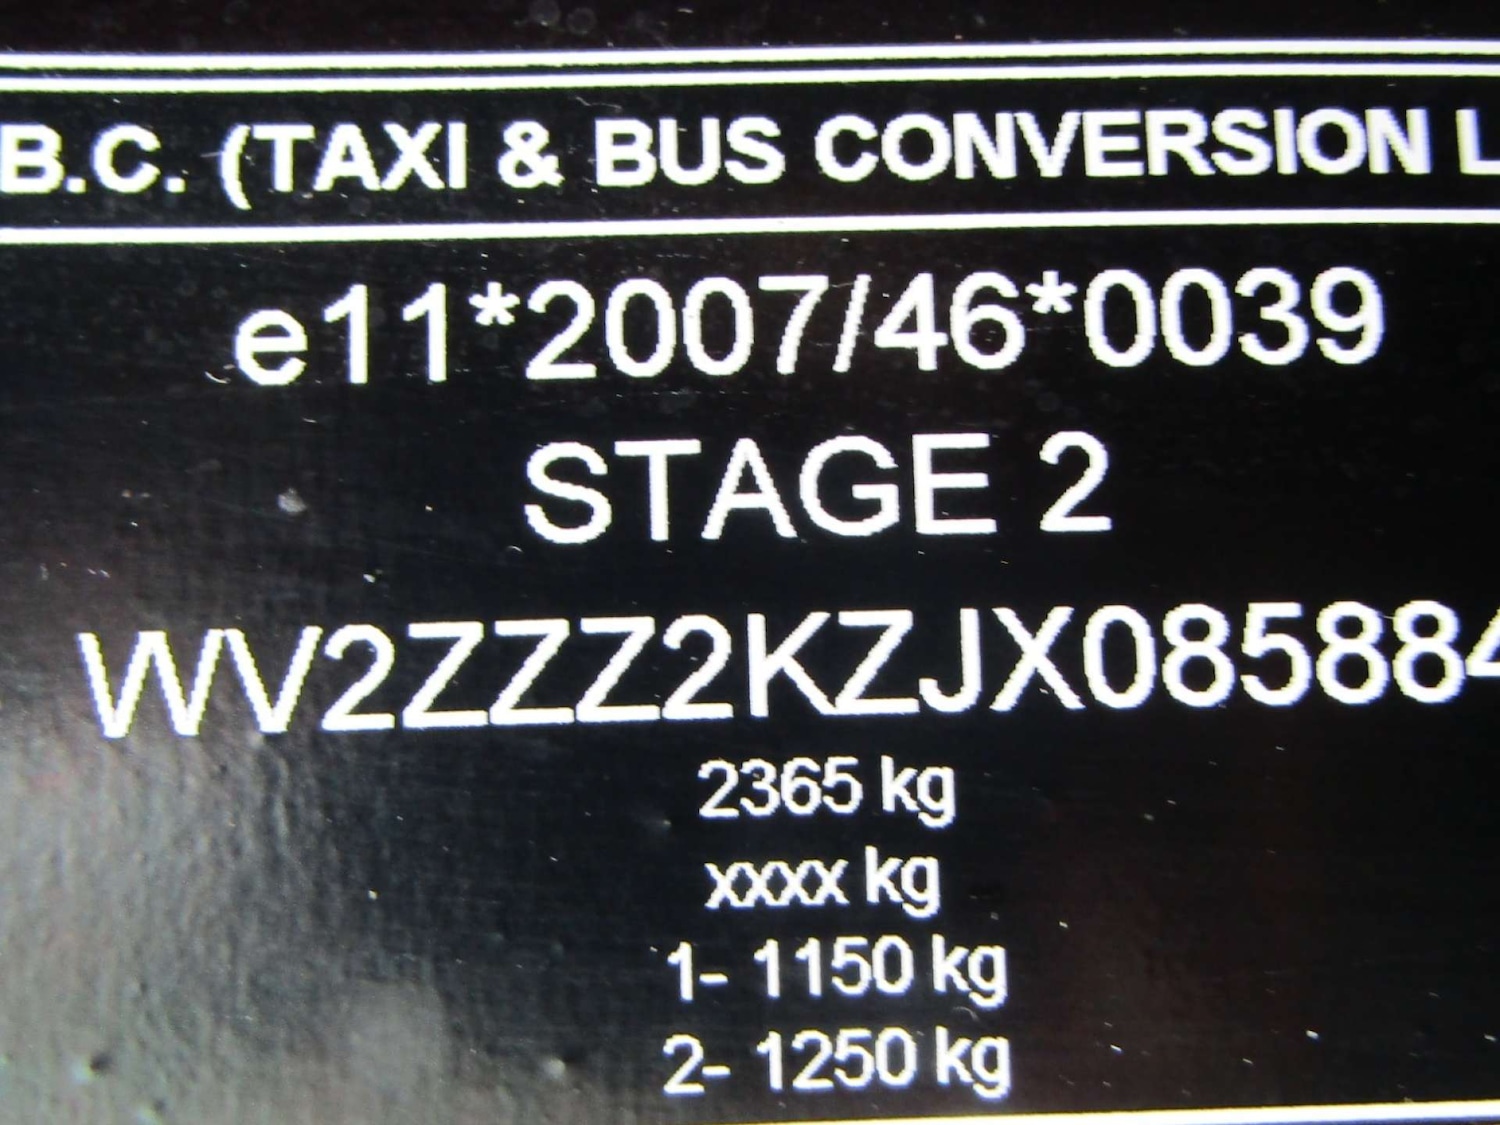 B.C. (TAXI & BUS CONVERSION L
e11*2007/46*0039
STAGE 2
WV2ZZZ2KZJX085884
2365 kg
xxxx kg
1- 1150 kg
2- 1250 kg